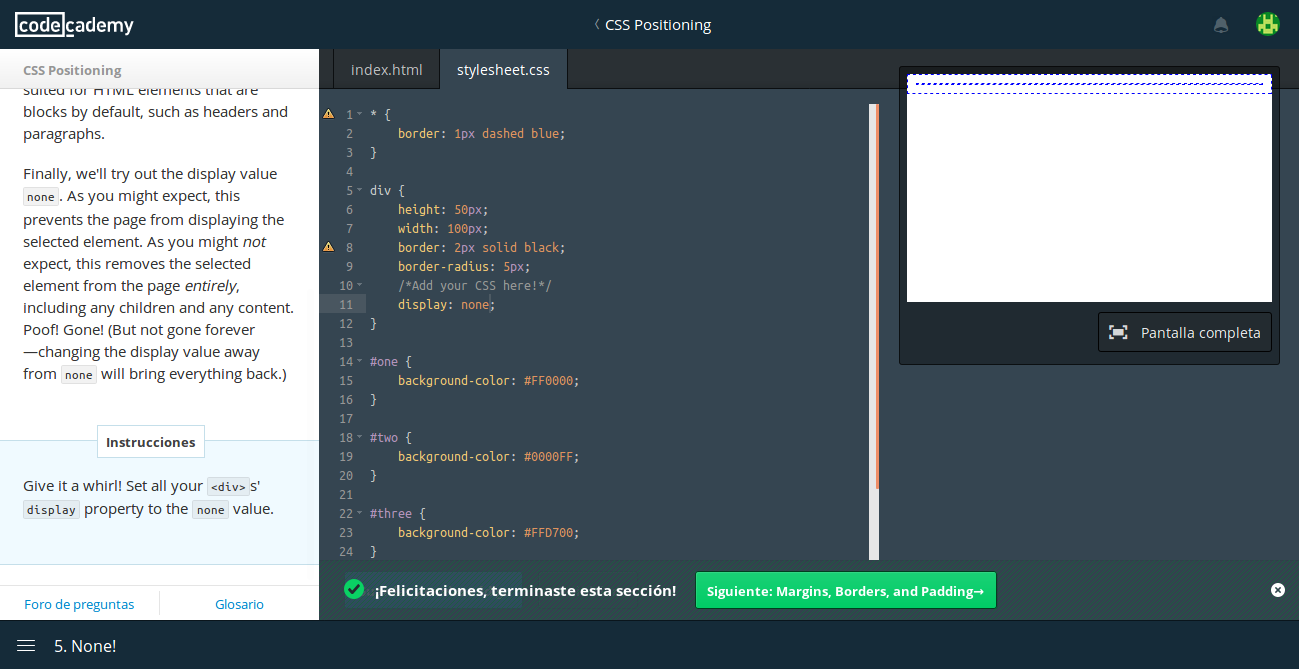 codecademy
CSS Positioning
CSS Positioning
suited for HTML elements that are
blocks by default, such as headers and
paragraphs.
Finally, we'll try out the display value
none. As you might expect, this
prevents the page from displaying the
selected element. As you might not
expect, this removes the selected
element from the page entirely,
including any children and any content.
Poof! Gone! (But not gone forever
—changing the display value away
from none will bring everything back.)
Instrucciones
Give it a whirl! Set all your <div>s'
display property to the none value.
Foro de preguntas
Glosario
index.html
stylesheet.css
1 * {
2 border: 1px dashed blue;
3 }
4
5 div {
6 height: 50px;
7 width: 100px;
8 border: 2px solid black;
9 border-radius: 5px;
10 /*Add your CSS here!*/
11 display: none;
12 }
13
14 #one {
15 background-color: #FF0000;
16 }
17
18 #two {
19 background-color: #0000FF;
20 }
21
22 #three {
23 background-color: #FFD700;
24 }
Pantalla completa
¡Felicitaciones, terminaste esta sección!
Siguiente: Margins, Borders, and Padding→
5. None!